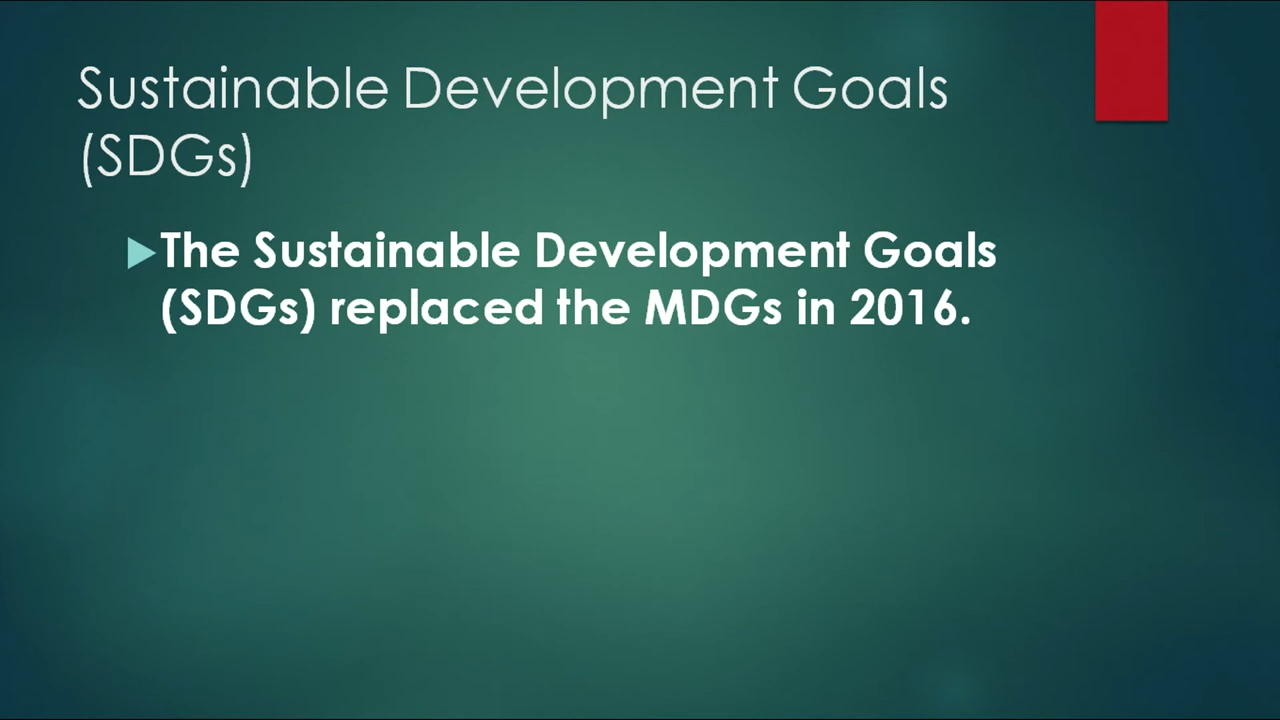 Sustainable Development Goals
(SDGs)
The Sustainable Development Goals
(SDGs) replaced the MDGs in 2016.